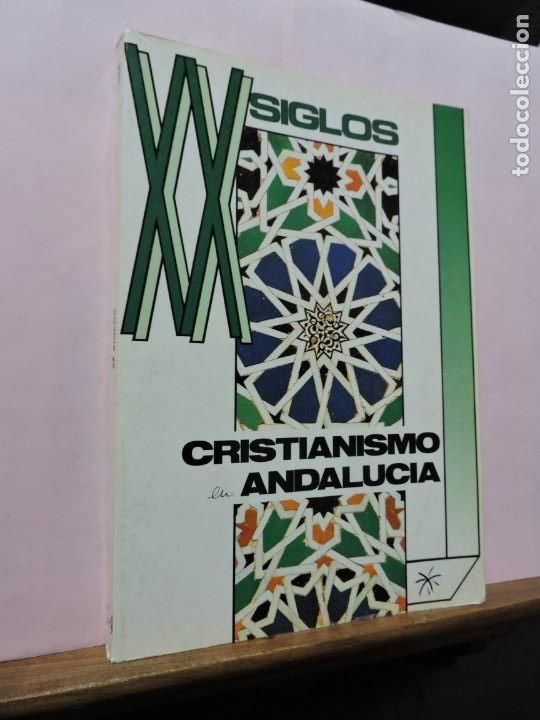 XX
SIGLOS
CRISTIANISMO
en ANDALUCIA
todocoleccion